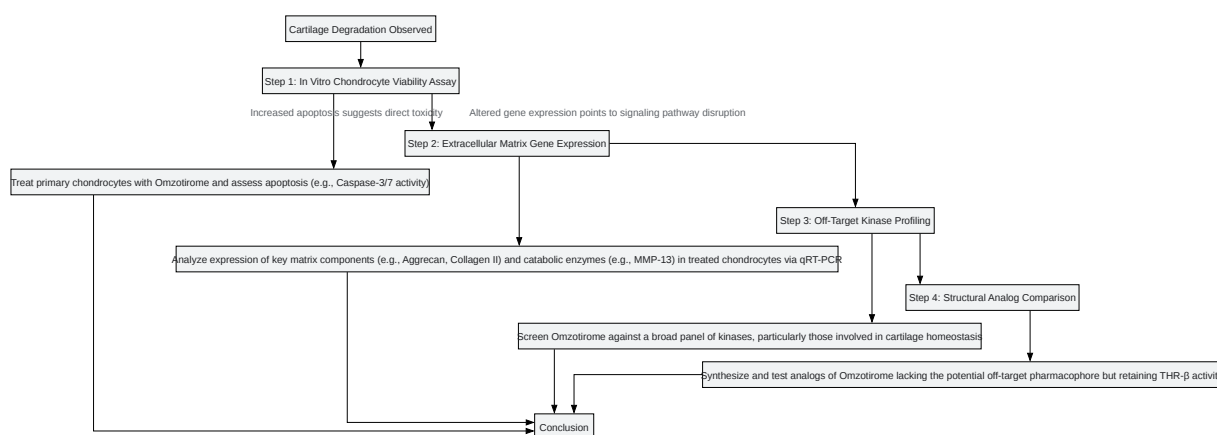 Cartilage Degradation Observed
Step 1: In Vitro Chondrocyte Viability Assay
Increased apoptosis suggests direct toxicity
Altered gene expression points to signaling pathway disruption
Step 2: Extracellular Matrix Gene Expression
Treat primary chondrocytes with Omzotirome and assess apoptosis (e.g., Caspase-3/7 activity)
Step 3: Off-Target Kinase Profiling
Analyze expression of key matrix components (e.g., Aggrecan, Collagen II) and catabolic enzymes (e.g., MMP-13) in treated chondrocytes via qRT-PCR
Step 4: Structural Analog Comparison
Screen Omzotirome against a broad panel of kinases, particularly those involved in cartilage homeostasis
Synthesize and test analogs of Omzotirome lacking the potential off-target pharmacophore but retaining THR-β activit
Conclusion